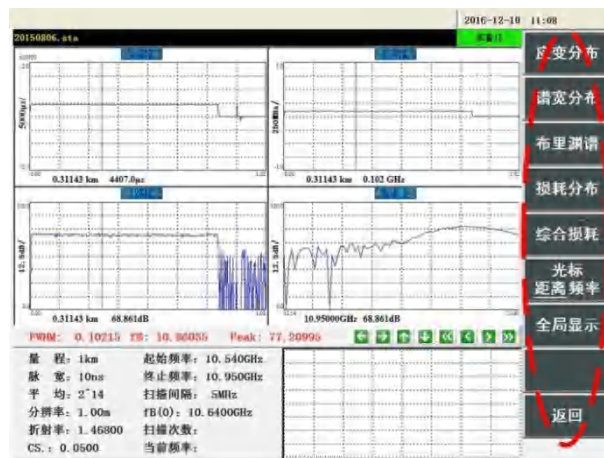 2016-12-10 11:08
20150806.sta
应变分布
谱宽分布
布里渊谱
损耗分布
综合损耗
光标
距离 频率
全局显示
返回
5000με/
250MHz/
0.31143 km 4407.0με
0.31143 km 0.102 GHz
12.5dB/
12.5dB/
0.31143 km 68.861dB
10.95000GHz 68.861dB
FWHM: 0.10215 fB: 10.86055 Peak: 77.20995
量 程: 1km 起始频率: 10.540GHz
脉 宽: 10ns 终止频率: 10.950GHz
平 均: 2^14 扫描间隔: 5MHz
分辨率: 1.00m fB(0): 10.6400GHz
折射率: 1.46800 扫描次数:
CS.: 0.0500 当前频率: